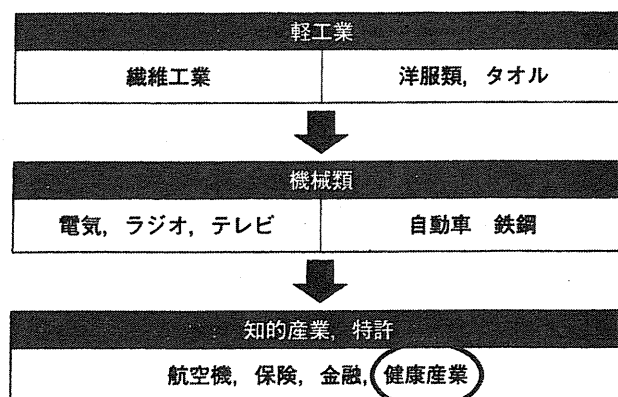 軽工業
繊維工業 洋服類，タオル
機械類
電気，ラジオ，テレビ 自動車 鉄鋼
知的産業，特許
航空機，保険，金融，健康産業